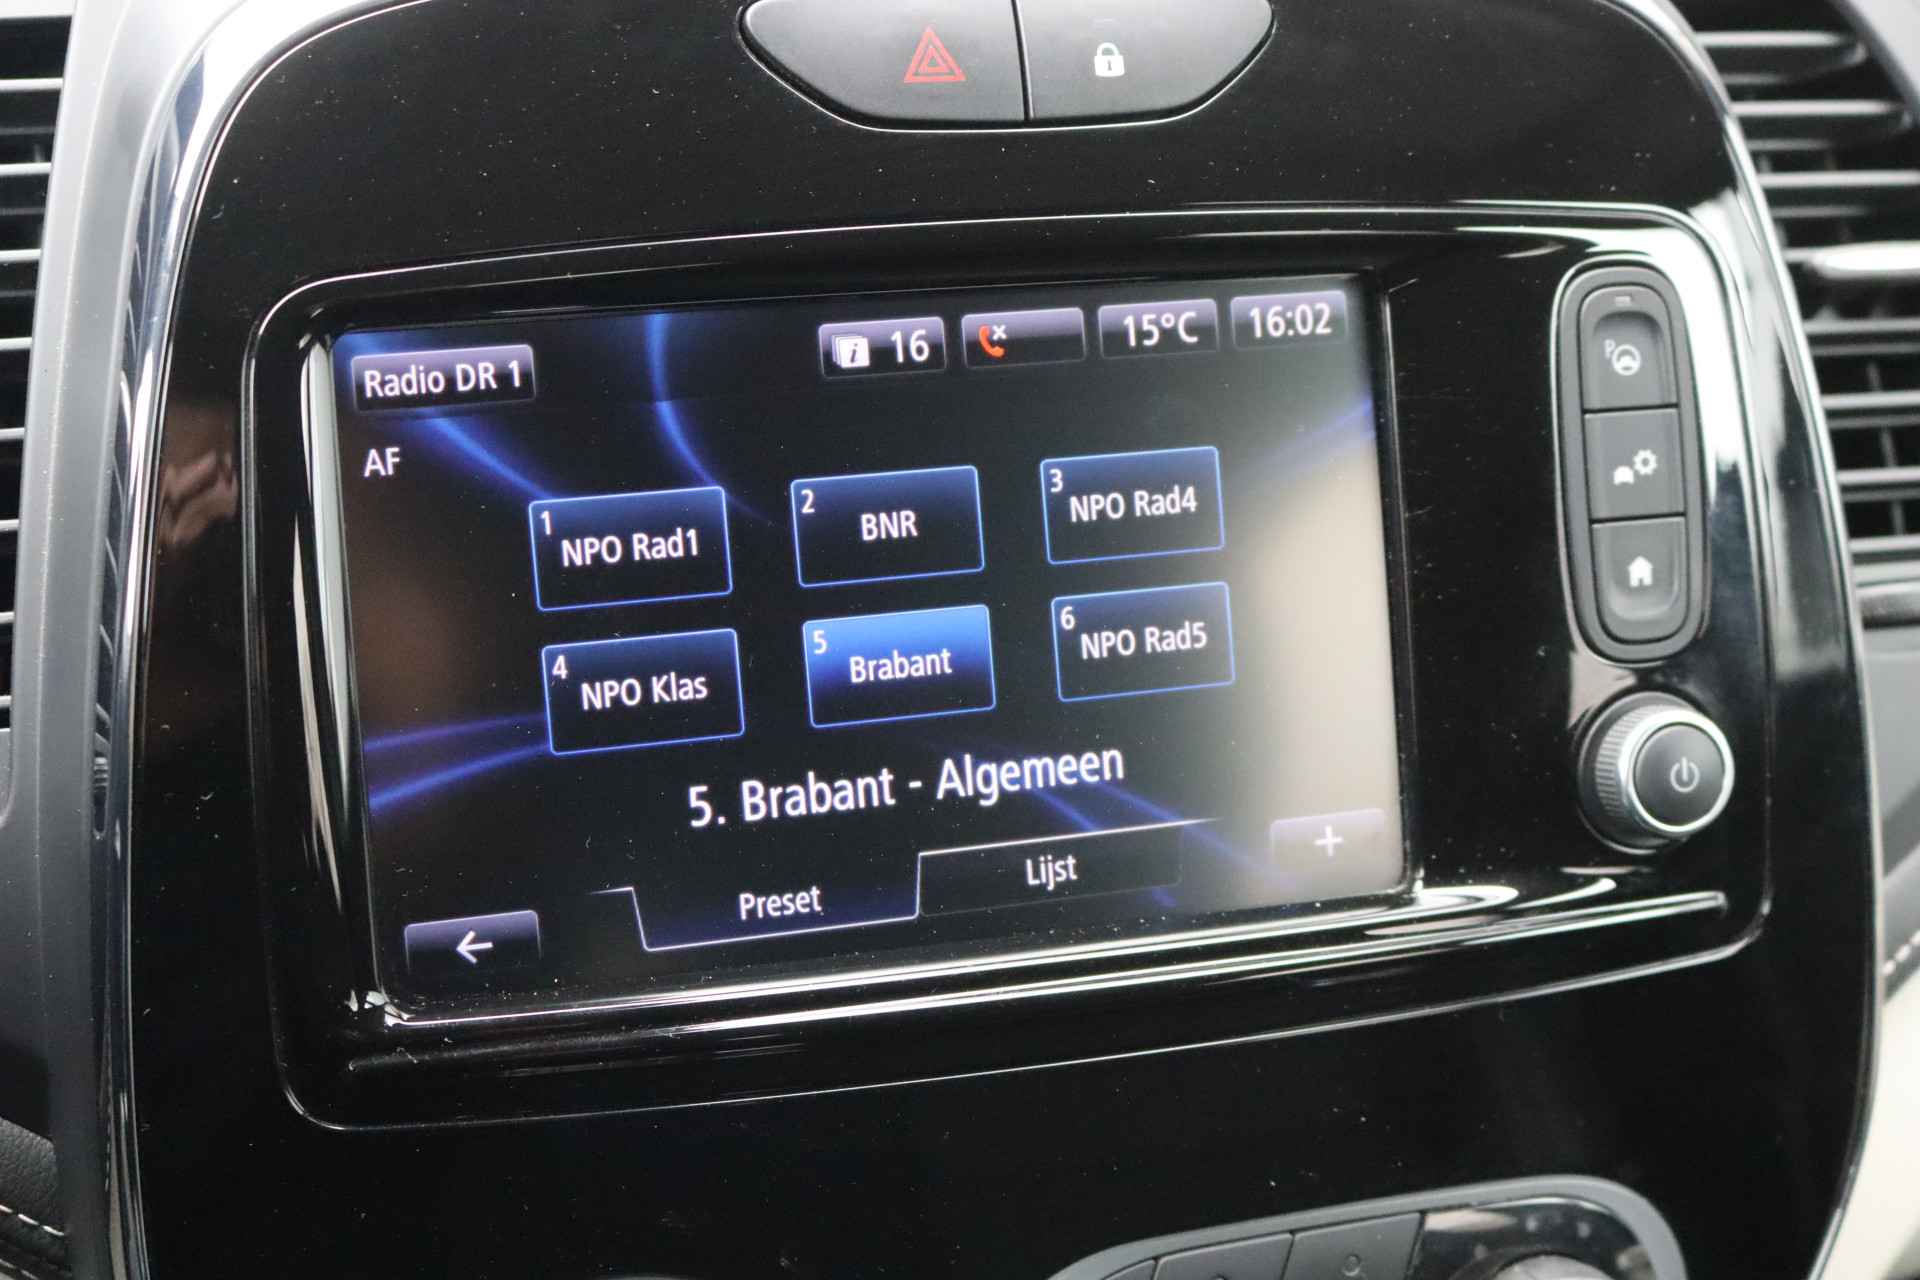 Radio DR 1
i 16
15°C
16:02
AF
1 NPO Rad1
2 BNR
3 NPO Rad4
4 NPO Klas
5 Brabant
6 NPO Rad5
5. Brabant - Algemeen
Preset
Lijst
+
P